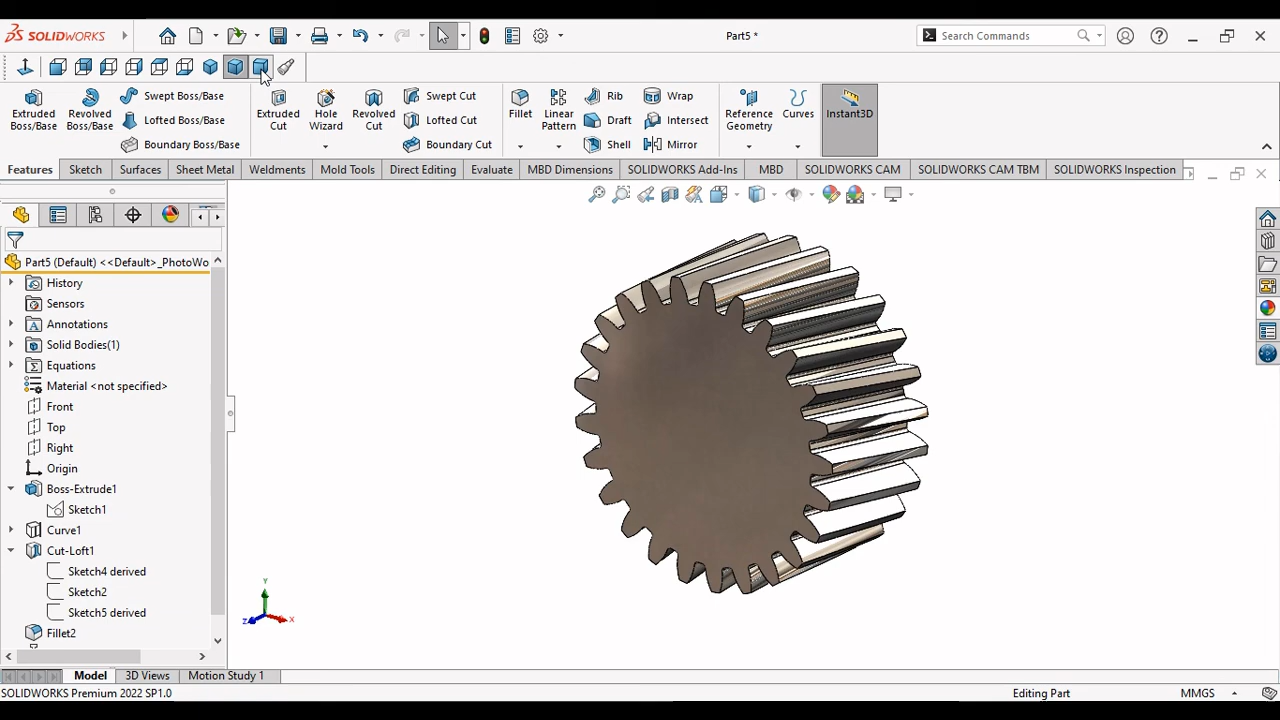 SOLIDWORKS
Part5 *
Search Commands
Extruded Boss/Base
Revolved Boss/Base
Swept Boss/Base
Lofted Boss/Base
Boundary Boss/Base
Extruded Cut
Hole Wizard
Revolved Cut
Swept Cut
Lofted Cut
Boundary Cut
Fillet
Linear Pattern
Rib
Draft
Shell
Wrap
Intersect
Mirror
Reference Geometry
Curves
Instant3D
Features
Sketch
Surfaces
Sheet Metal
Weldments
Mold Tools
Direct Editing
Evaluate
MBD Dimensions
SOLIDWORKS Add-Ins
MBD
SOLIDWORKS CAM
SOLIDWORKS CAM TBM
SOLIDWORKS Inspection
Part5 (Default) <<Default>_PhotoWo
History
Sensors
Annotations
Solid Bodies(1)
Equations
Material <not specified>
Front
Top
Right
Origin
Boss-Extrude1
Sketch1
Curve1
Cut-Loft1
Sketch4 derived
Sketch2
Sketch5 derived
Fillet2
Y
Z
X
Model
3D Views
Motion Study 1
SOLIDWORKS Premium 2022 SP1.0
Editing Part
MMGS